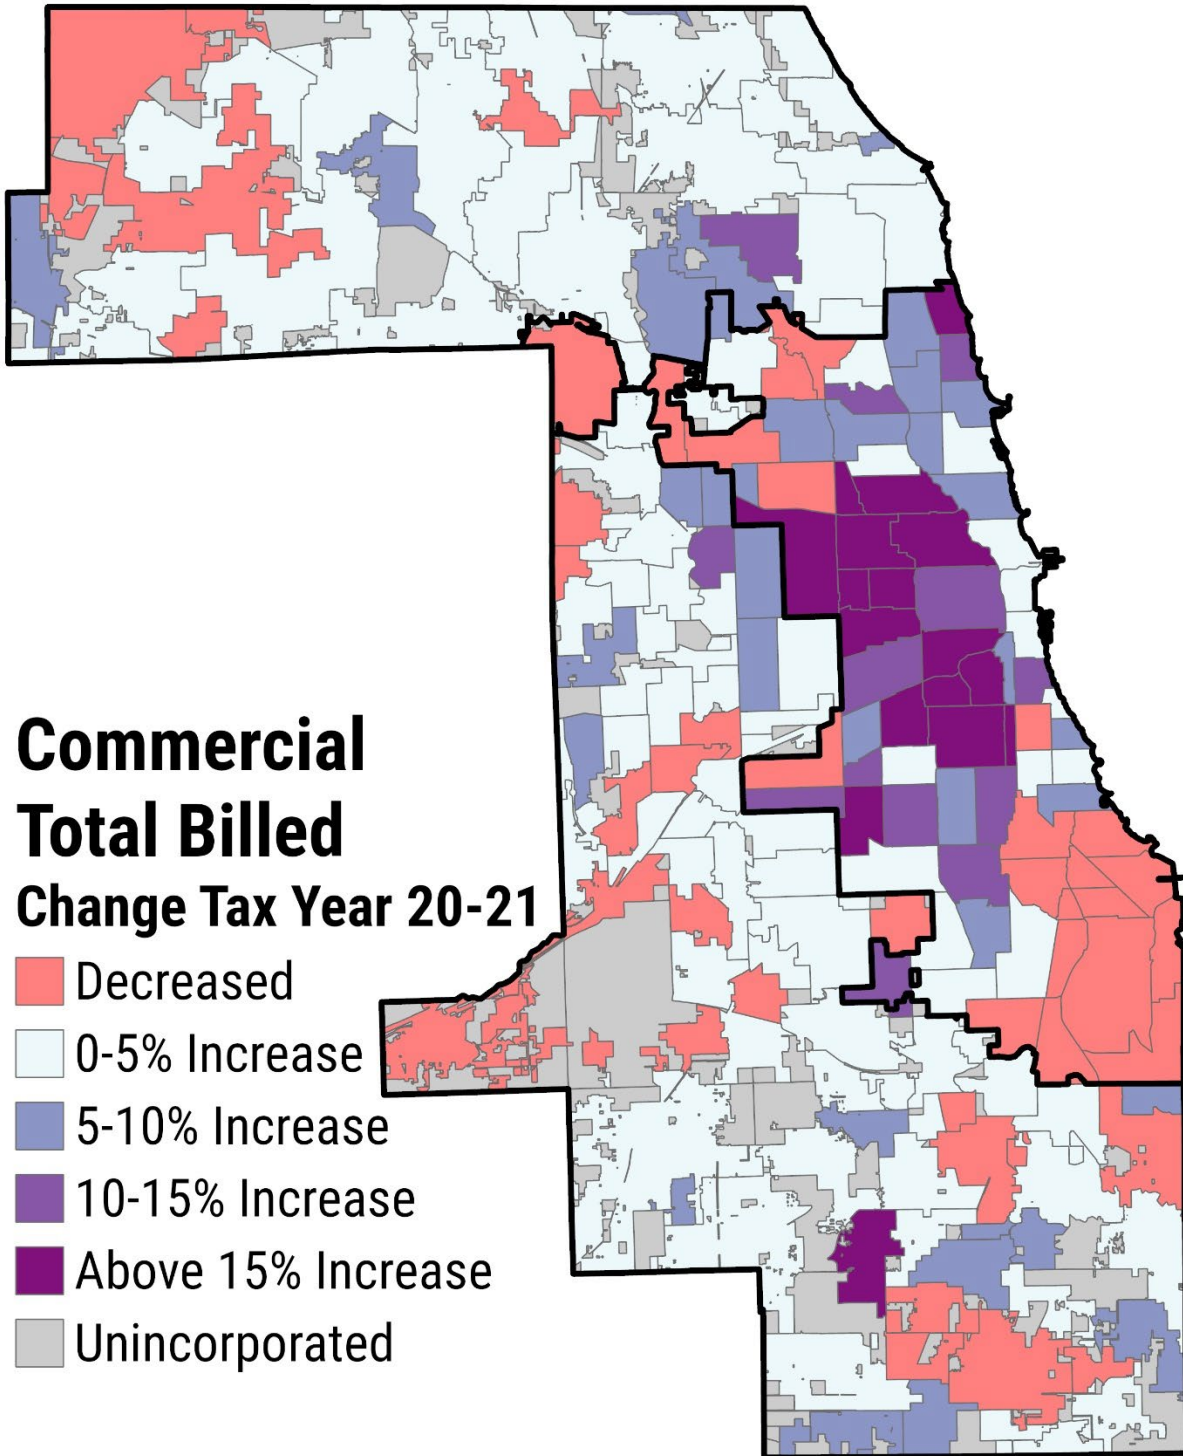 Commercial
Total Billed
Change Tax Year 20-21
Decreased
0-5% Increase
5-10% Increase
10-15% Increase
Above 15% Increase
Unincorporated